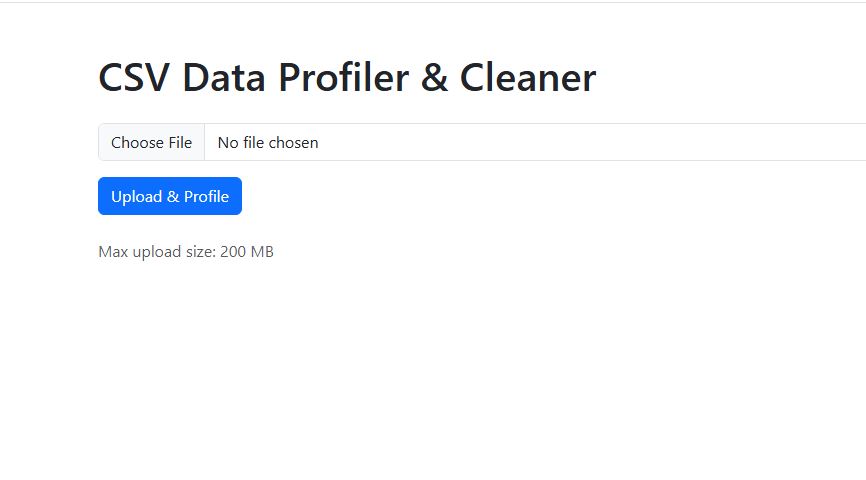 CSV Data Profiler & Cleaner
Choose File No file chosen
Upload & Profile
Max upload size: 200 MB